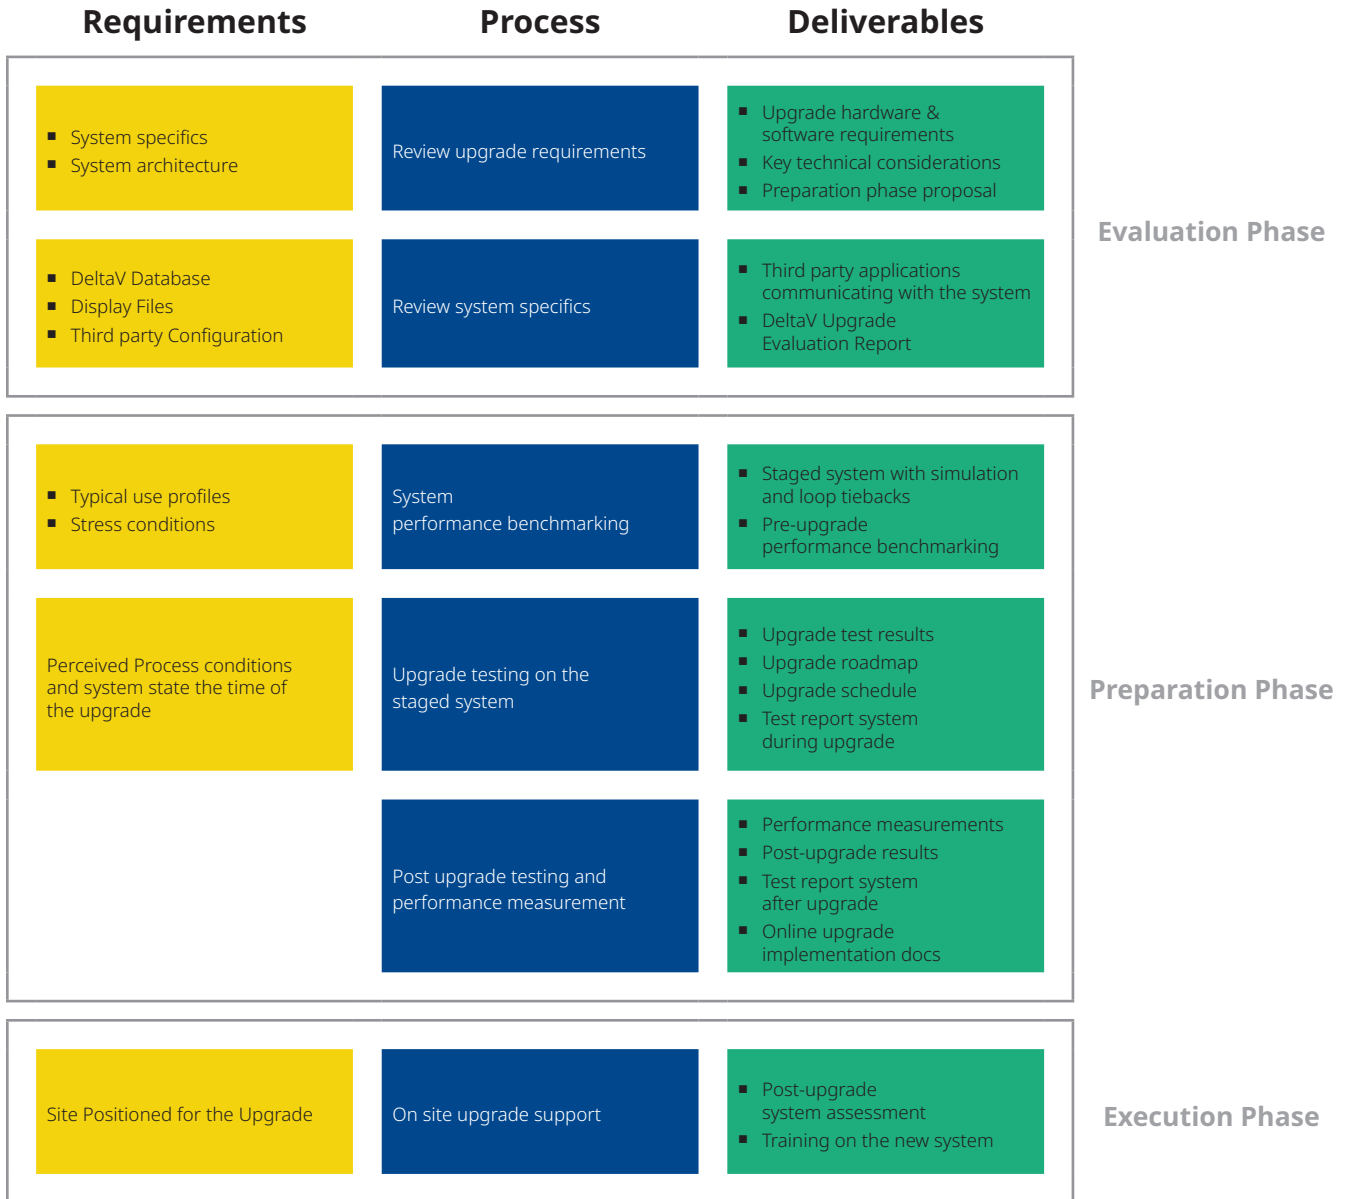 Requirements
Process
Deliverables
■ System specifics
■ System architecture
Review upgrade requirements
■ Upgrade hardware &
software requirements
■ Key technical considerations
■ Preparation phase proposal
■ DeltaV Database
■ Display Files
■ Third party Configuration
Review system specifics
■ Third party applications
communicating with the system
■ DeltaV Upgrade
Evaluation Report
Evaluation Phase
■ Typical use profiles
■ Stress conditions
System
performance benchmarking
■ Staged system with simulation
and loop tiebacks
■ Pre-upgrade
performance benchmarking
Perceived Process conditions
and system state the time of
the upgrade
Upgrade testing on the
staged system
■ Upgrade test results
■ Upgrade roadmap
■ Upgrade schedule
■ Test report system
during upgrade
Post upgrade testing and
performance measurement
■ Performance measurements
■ Post-upgrade results
■ Test report system
after upgrade
■ Online upgrade
implementation docs
Preparation Phase
Site Positioned for the Upgrade
On site upgrade support
■ Post-upgrade
system assessment
■ Training on the new system
Execution Phase